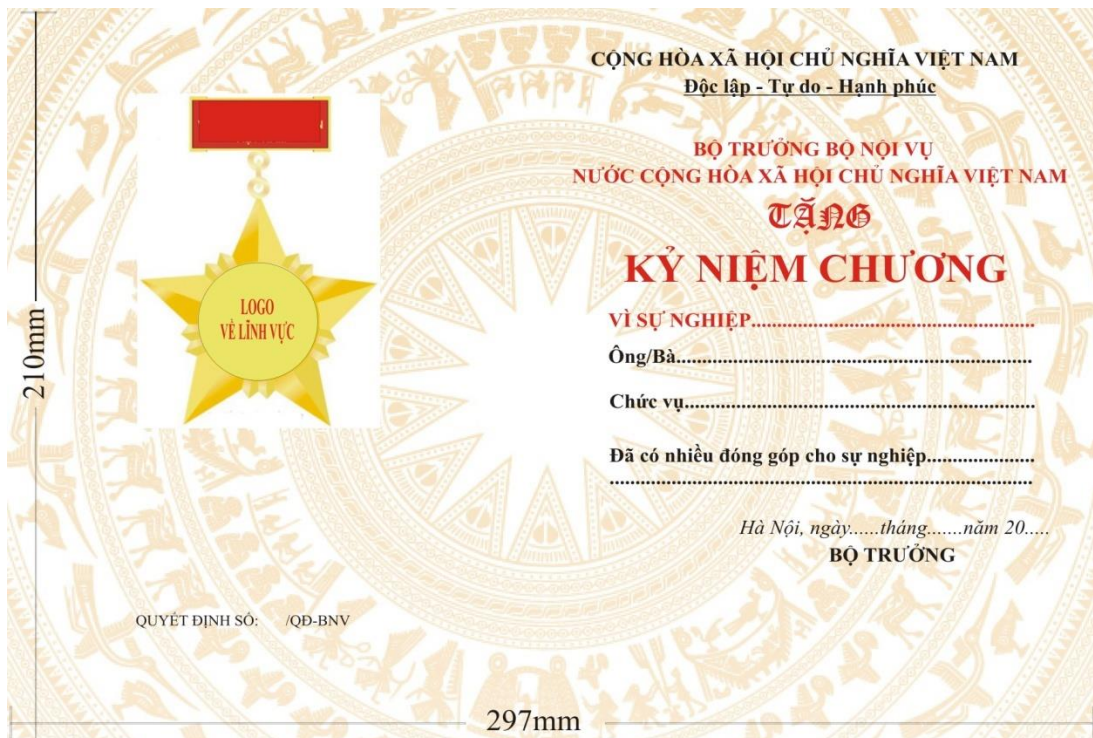 210mm
LOGO
VỀ LĨNH VỰC
QUYẾT ĐỊNH SỐ: /QĐ-BNV
CỘNG HÒA XÃ HỘI CHỦ NGHĨA VIỆT NAM
Độc lập - Tự do - Hạnh phúc
BỘ TRƯỞNG BỘ NỘI VỤ
NƯỚC CỘNG HÒA XÃ HỘI CHỦ NGHĨA VIỆT NAM
TẶNG
KỶ NIỆM CHƯƠNG
VÌ SỰ NGHIỆP....................................................
Ông/Bà................................................................
Chức vụ...............................................................
Đã có nhiều đóng góp cho sự nghiệp....................
.............................................................................
Hà Nội, ngày......tháng.......năm 20.....
BỘ TRƯỞNG
297mm